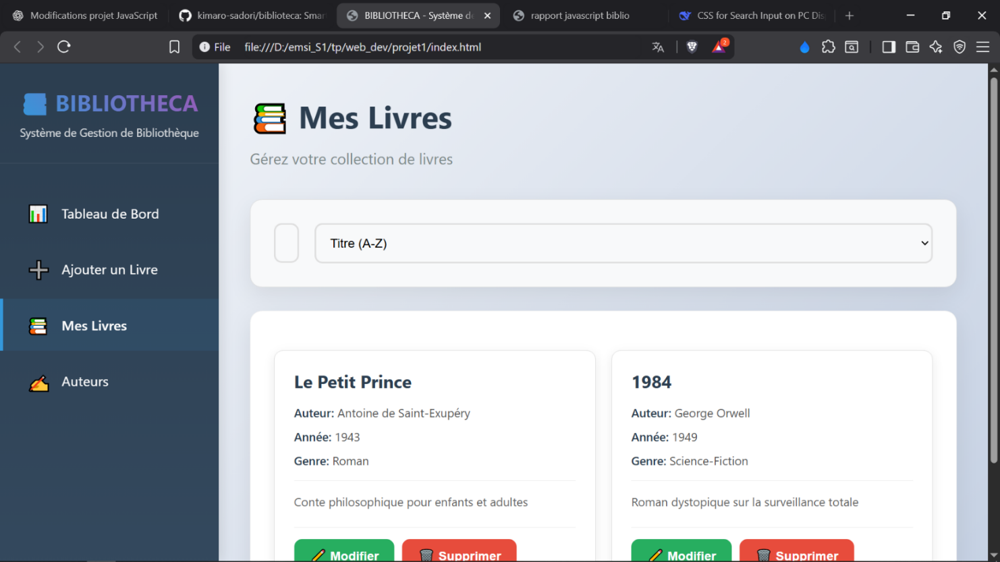 Modifications projet JavaScript
kimaro-sadori/biblioteca: Smar
BIBLIOTHECA - Système de
rapport javascript biblio
CSS for Search Input on PC Dis
File
file:///D:/emsi_S1/tp/web_dev/projet1/index.html
2
BIBLIOTHECA
Système de Gestion de Bibliothèque
Tableau de Bord
Ajouter un Livre
Mes Livres
Auteurs
Mes Livres
Gérez votre collection de livres
Titre (A-Z)
Le Petit Prince
Auteur: Antoine de Saint-Exupéry
Année: 1943
Genre: Roman
Conte philosophique pour enfants et adultes
Modifier
Supprimer
1984
Auteur: George Orwell
Année: 1949
Genre: Science-Fiction
Roman dystopique sur la surveillance totale
Modifier
Supprimer